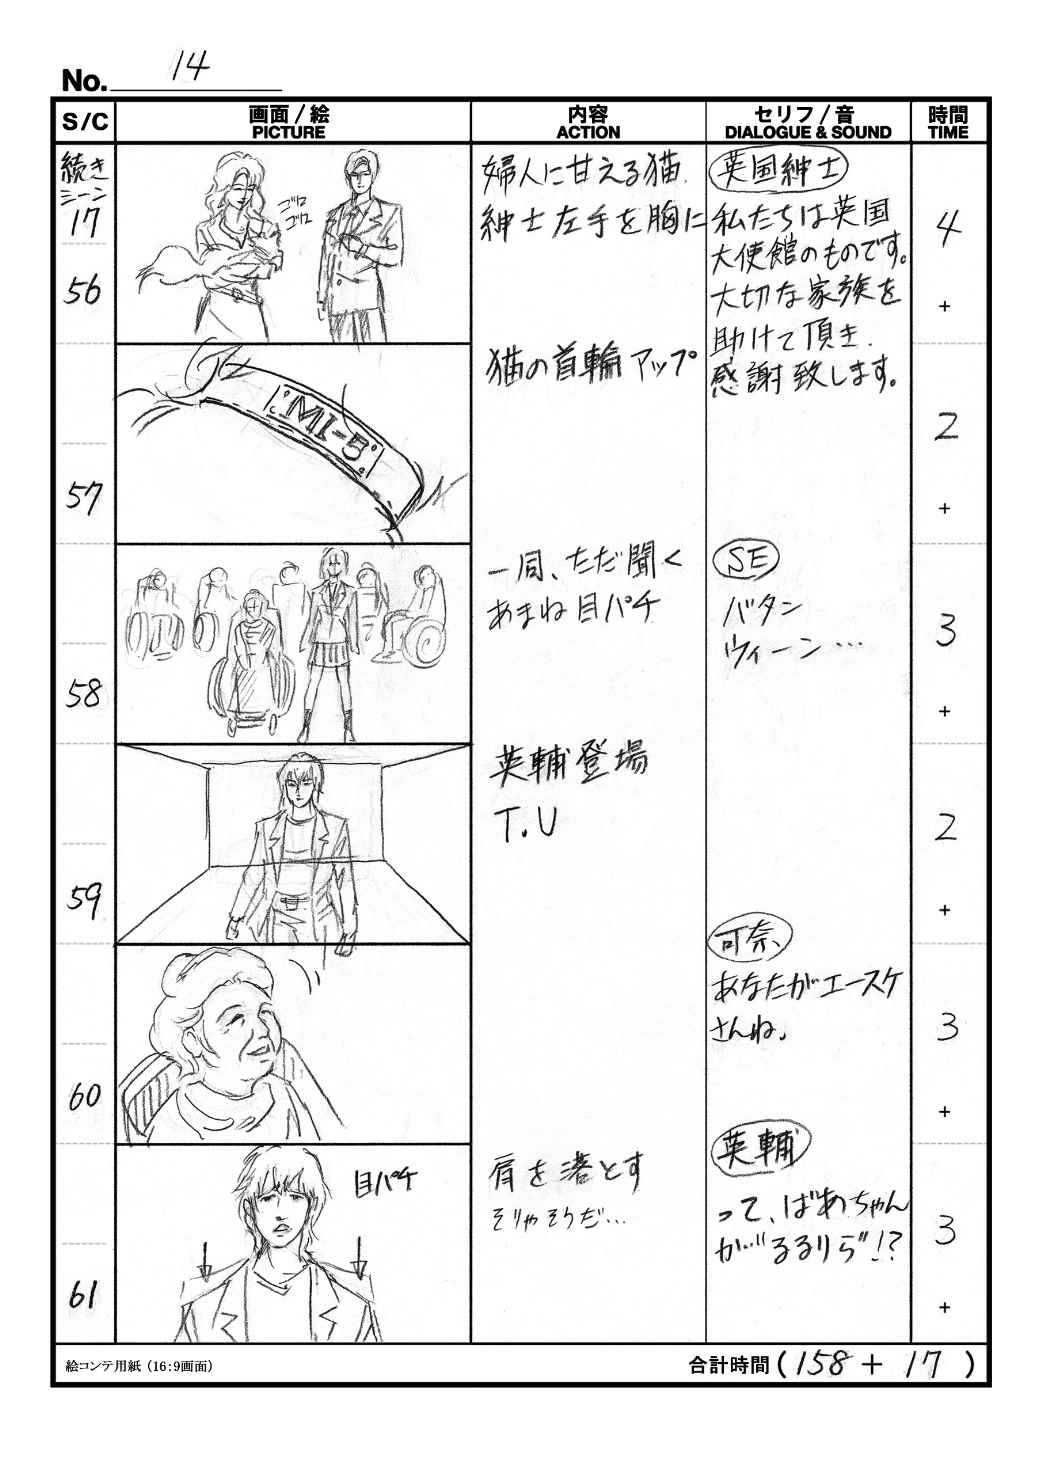 No. 14
S/C
画面/絵
PICTURE
内容
ACTION
セリフ/音
DIALOGUE & SOUND
時間
TIME
続き
シーン
17
56
ゴロ
ゴロ
婦人に甘える猫.
紳士左手を胸に
英国紳士
私たちは英国
大使館のものです。
大切な家族を
助けて頂き.
感謝致します。
4
+
57
MI-5
猫の首輪アップ
2
+
58
一同、ただ聞く
あまね目パチ
SE
バタン
ウィーン…
3
+
59
英輔登場
T.U
2
+
60
可奈
あなたがエースケ
さんね。
3
+
61
目パチ
肩を落とす
そりゃそうだ…
英輔
って、ばあちゃん
が…"るるりら"!?
3
+
絵コンテ用紙(16:9画面)
合計時間(158 + 17 )